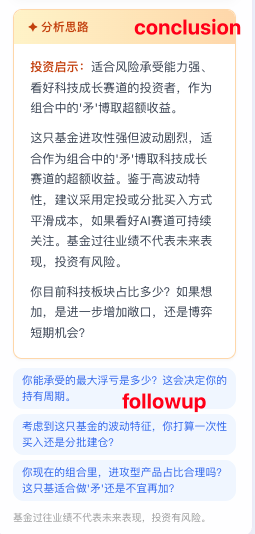 ✦ 分析思路 conclusion
投资启示：适合风险承受能力强、
看好科技成长赛道的投资者，作为
组合中的'矛'博取超额收益。
这只基金进攻性强但波动剧烈，适
合作为组合中的'矛'博取科技成长
赛道的超额收益。鉴于高波动特
性，建议采用定投或分批买入方式
平滑成本，如果看好AI赛道可持续
关注。基金过往业绩不代表未来表
现，投资有风险。
你目前科技板块占比多少？如果想
加，是进一步增加敞口，还是博弈
短期机会？
你能承受的最大浮亏是多少？这会决定你的
持有周期。
followup
考虑到这只基金的波动特征，你打算一次性
买入还是分批建仓？
你现在的组合里，进攻型产品占比合理吗？
这只基适合做'矛'还是不宜再加？
基金过往业绩不代表未来表现，投资有风险。